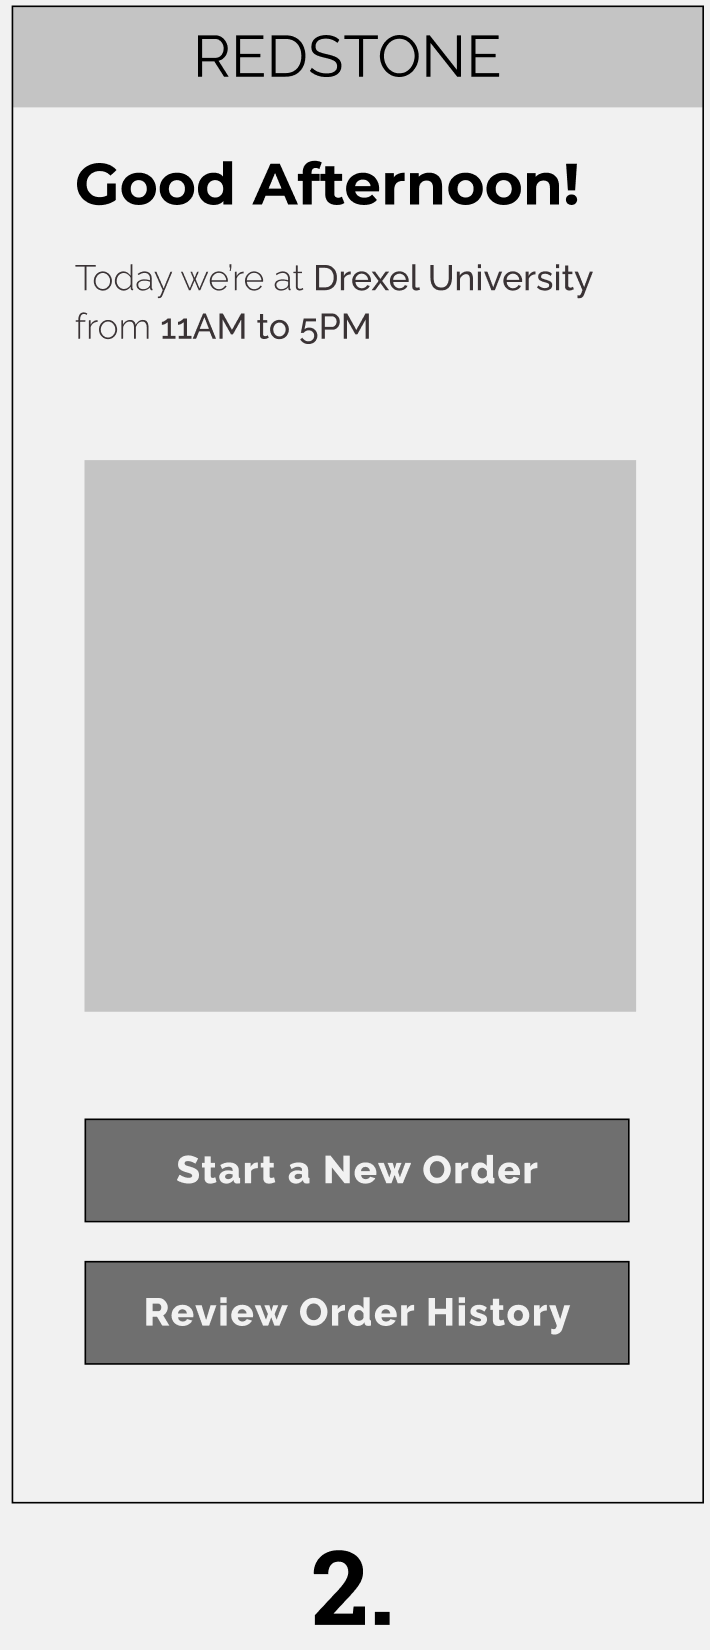 REDSTONE
Good Afternoon!
Today we're at Drexel University
from 11AM to 5PM
Start a New Order
Review Order History
2.